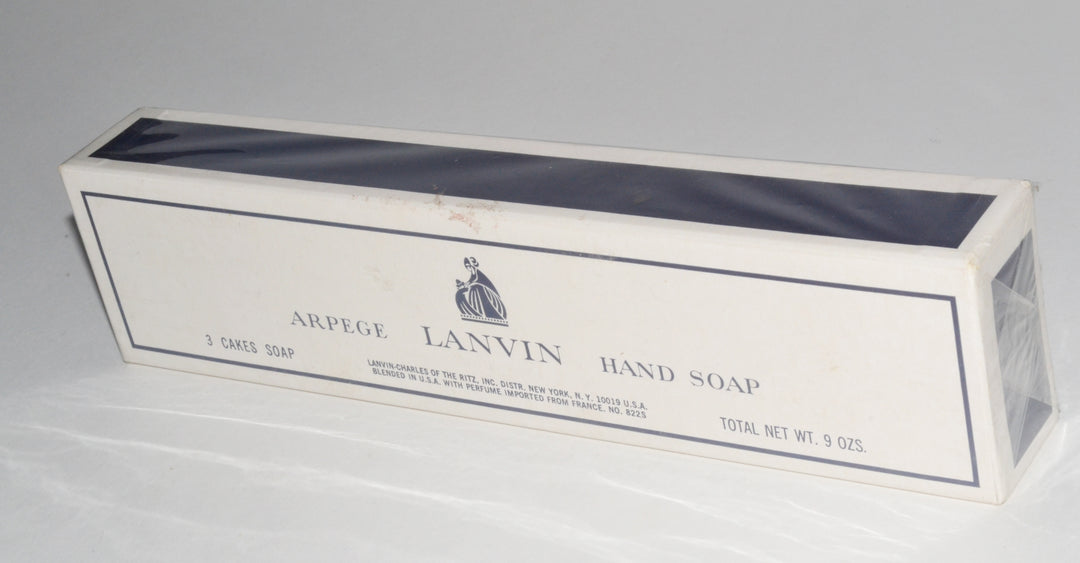 ARPEGE LANVIN HAND SOAP
3 CAKES SOAP
LANVIN-CHARLES OF THE RITZ, INC. DISTR. NEW YORK, N.Y. 10019 U.S.A.
BLENDED IN U.S.A. WITH PERFUME IMPORTED FROM FRANCE. NO. 822S
TOTAL NET WT. 9 OZS.